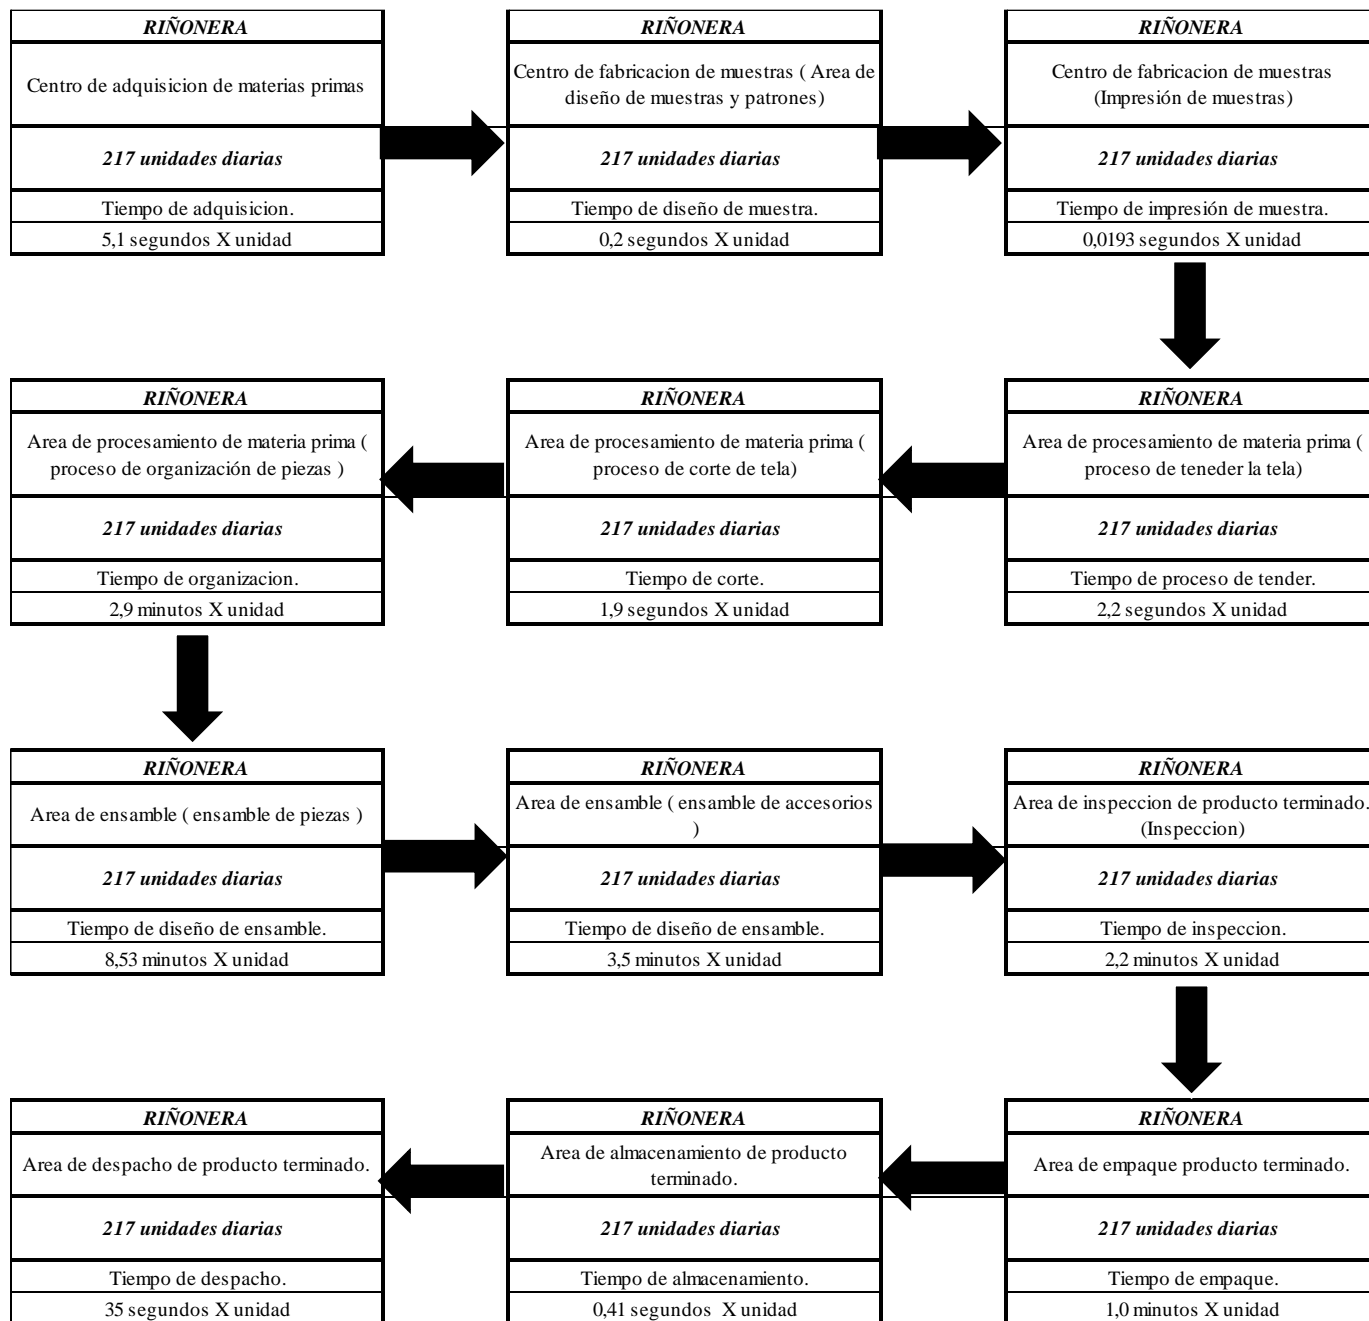 RIÑONERA
Centro de adquisicion de materias primas
217 unidades diarias
Tiempo de adquisicion.
5,1 segundos X unidad
RIÑONERA
Centro de fabricacion de muestras ( Area de
diseño de muestras y patrones)
217 unidades diarias
Tiempo de diseño de muestra.
0,2 segundos X unidad
RIÑONERA
Centro de fabricacion de muestras
(Impresión de muestras)
217 unidades diarias
Tiempo de impresión de muestra.
0,0193 segundos X unidad
RIÑONERA
Area de procesamiento de materia prima (
proceso de organización de piezas )
217 unidades diarias
Tiempo de organizacion.
2,9 minutos X unidad
RIÑONERA
Area de procesamiento de materia prima (
proceso de corte de tela)
217 unidades diarias
Tiempo de corte.
1,9 segundos X unidad
RIÑONERA
Area de procesamiento de materia prima (
proceso de teneder la tela)
217 unidades diarias
Tiempo de proceso de tender.
2,2 segundos X unidad
RIÑONERA
Area de ensamble ( ensamble de piezas )
217 unidades diarias
Tiempo de diseño de ensamble.
8,53 minutos X unidad
RIÑONERA
Area de ensamble ( ensamble de accesorios
)
217 unidades diarias
Tiempo de diseño de ensamble.
3,5 minutos X unidad
RIÑONERA
Area de inspeccion de producto terminado.
(Inspeccion)
217 unidades diarias
Tiempo de inspeccion.
2,2 minutos X unidad
RIÑONERA
Area de despacho de producto terminado.
217 unidades diarias
Tiempo de despacho.
35 segundos X unidad
RIÑONERA
Area de almacenamiento de producto
terminado.
217 unidades diarias
Tiempo de almacenamiento.
0,41 segundos X unidad
RIÑONERA
Area de empaque producto terminado.
217 unidades diarias
Tiempo de empaque.
1,0 minutos X unidad